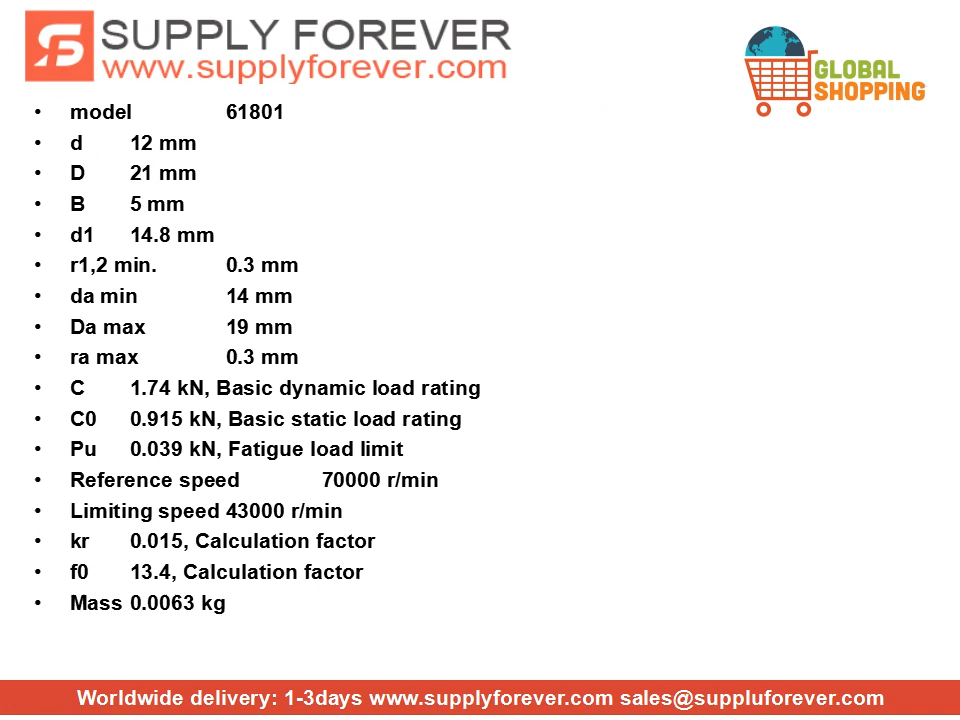 SUPPLY FOREVER
www.supplyforever.com
GLOBAL
SHOPPING
• model 61801
• d 12 mm
• D 21 mm
• B 5 mm
• d1 14.8 mm
• r1,2 min. 0.3 mm
• da min 14 mm
• Da max 19 mm
• ra max 0.3 mm
• C 1.74 kN, Basic dynamic load rating
• C0 0.915 kN, Basic static load rating
• Pu 0.039 kN, Fatigue load limit
• Reference speed 70000 r/min
• Limiting speed 43000 r/min
• kr 0.015, Calculation factor
• f0 13.4, Calculation factor
• Mass 0.0063 kg
Worldwide delivery: 1-3days www.supplyforever.com sales@suppluforever.com